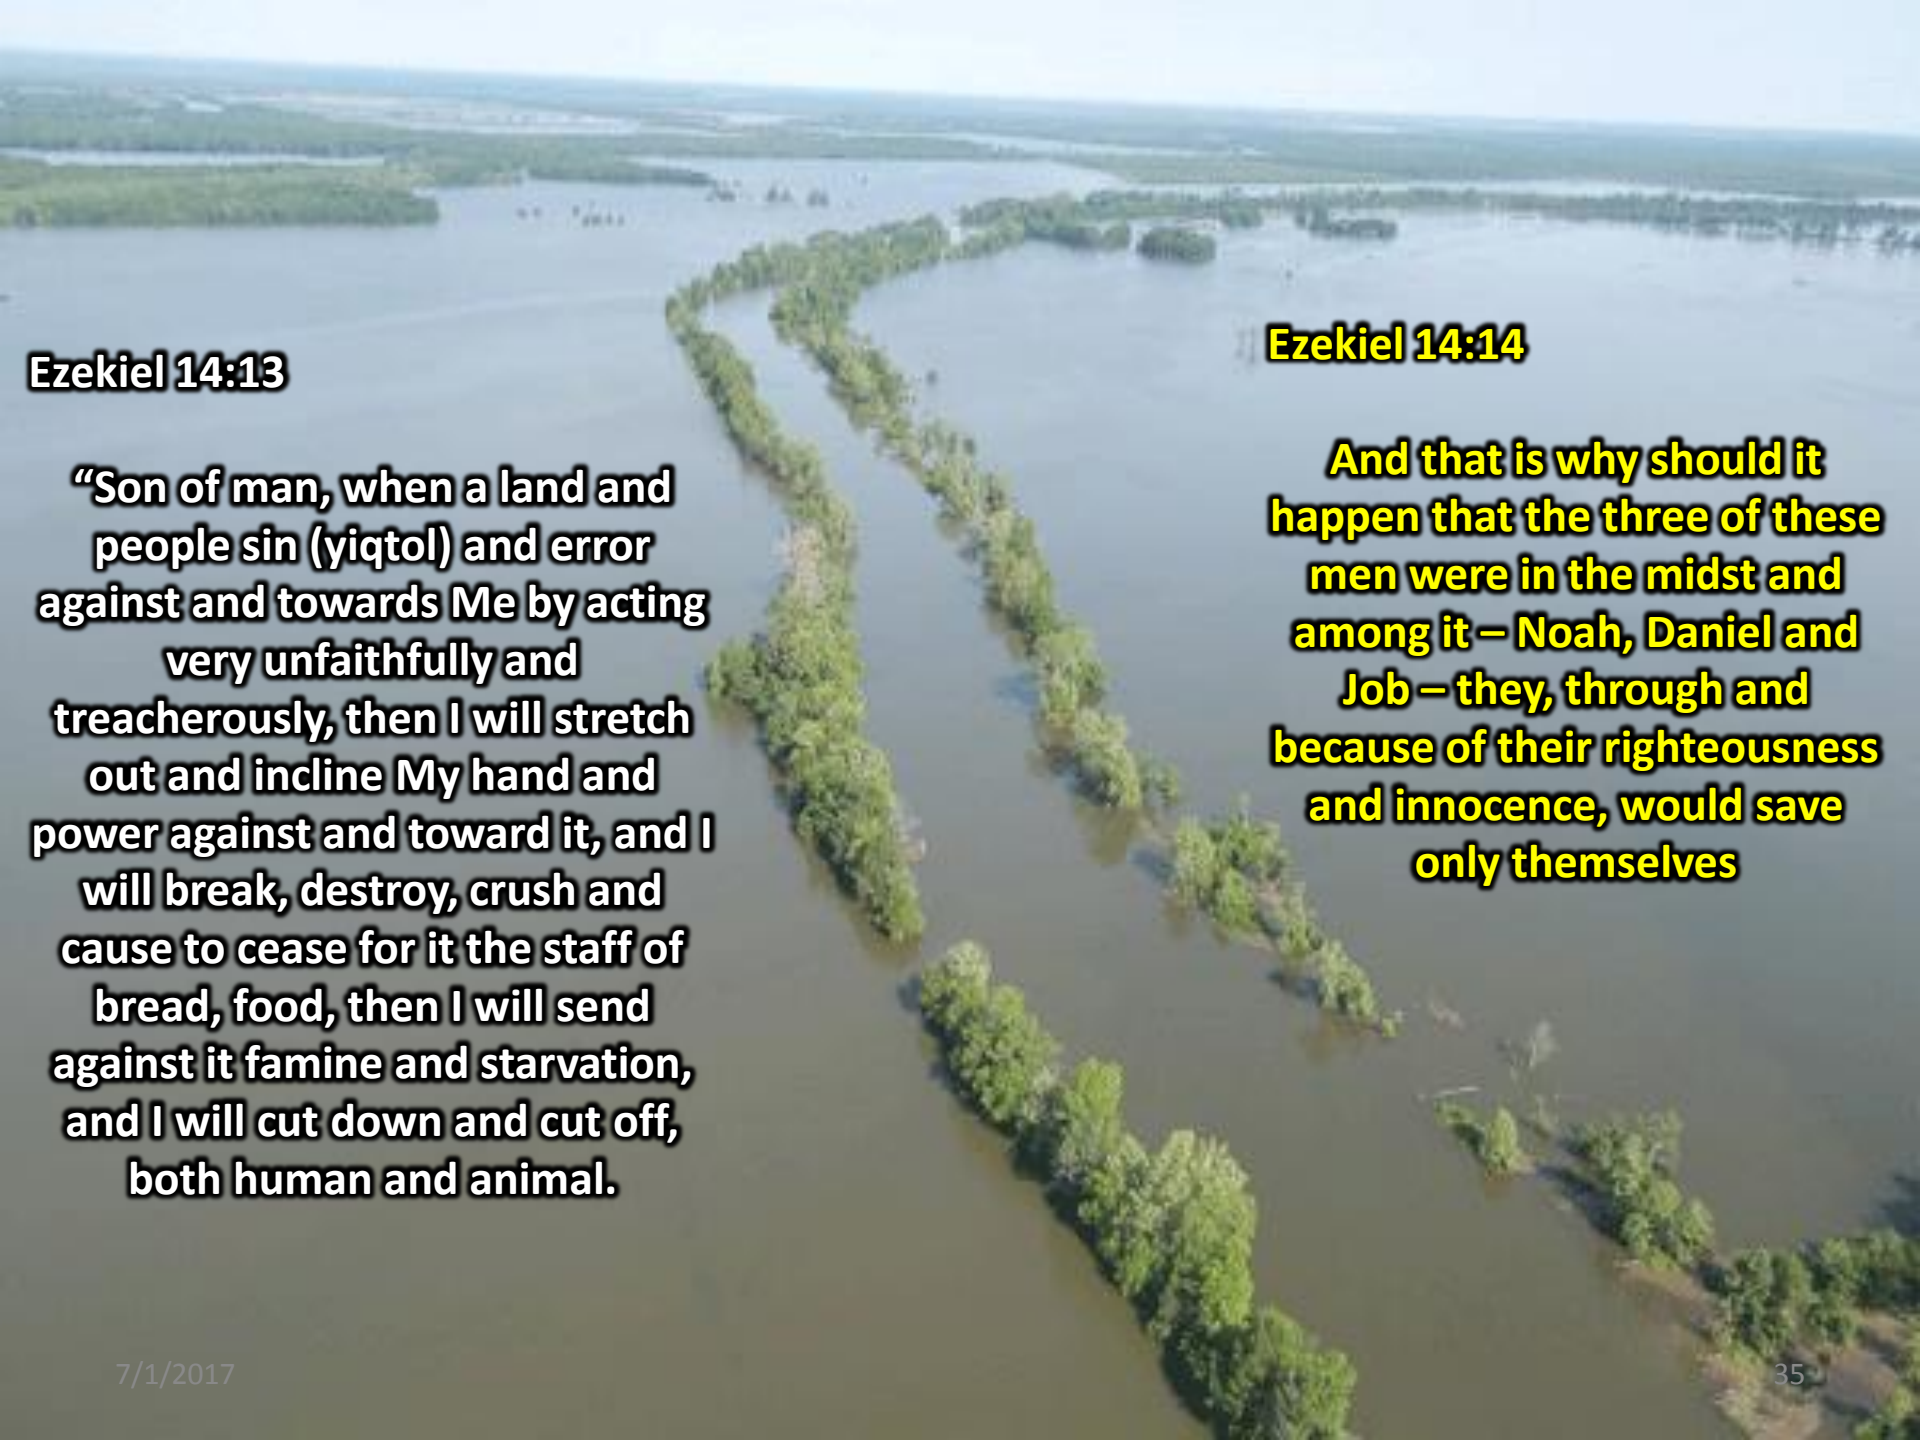 Ezekiel 14:13
“Son of man, when a land and
people sin (yiqtol) and error
against and towards Me by acting
very unfaithfully and
treacherously, then I will stretch
out and incline My hand and
power against and toward it, and I
will break, destroy, crush and
cause to cease for it the staff of
bread, food, then I will send
against it famine and starvation,
and I will cut down and cut off,
both human and animal.
Ezekiel 14:14
And that is why should it
happen that the three of these
men were in the midst and
among it – Noah, Daniel and
Job – they, through and
because of their righteousness
and innocence, would save
only themselves
7/1/2017
35